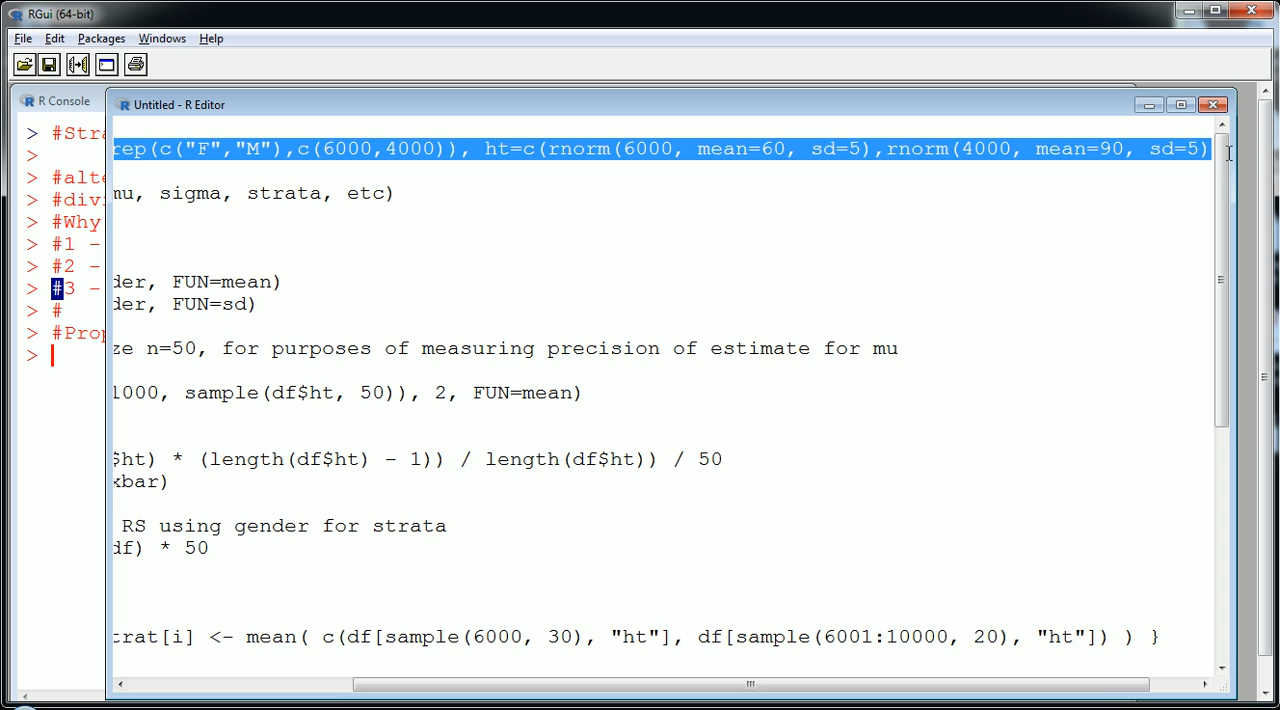 RGui (64-bit)
File Edit Packages Windows Help
R Console
> #Stra
>
> #alte
> #divi
> #Why
> #1 -
> #2 -
> #3 -
> #
> #Prop
>
Untitled - R Editor
rep(c("F","M"),c(6000,4000)), ht=c(rnorm(6000, mean=60, sd=5),rnorm(4000, mean=90, sd=5)
mu, sigma, strata, etc)
der, FUN=mean)
der, FUN=sd)
ze n=50, for purposes of measuring precision of estimate for mu
1000, sample(df$ht, 50)), 2, FUN=mean)
$ht) * (length(df$ht) - 1)) / length(df$ht)) / 50
xbar)
RS using gender for strata
df) * 50
trat[i] <- mean( c(df[sample(6000, 30), "ht"], df[sample(6001:10000, 20), "ht"]) ) }